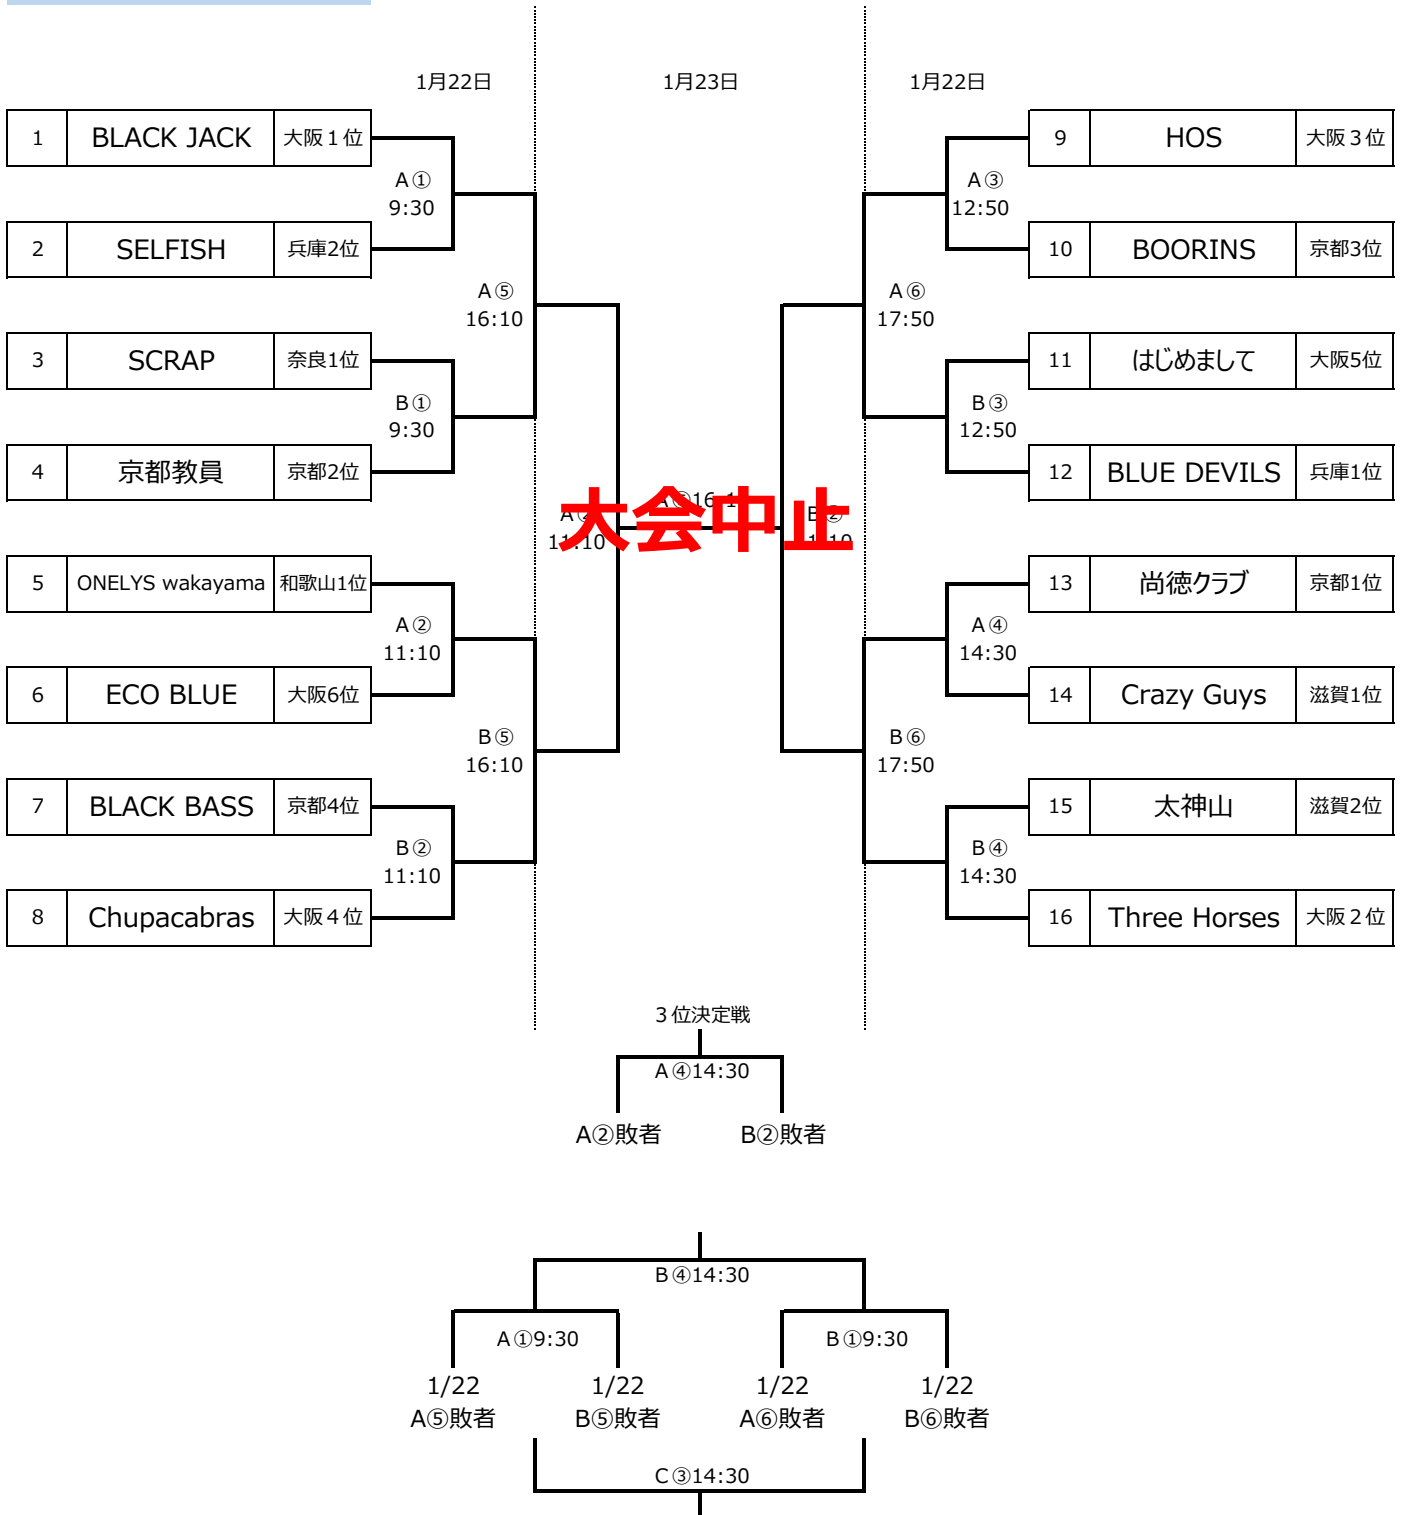 1月22日 1月23日 1月22日
1 BLACK JACK 大阪１位
9 HOS 大阪３位
A①
9:30
A③
12:50
2 SELFISH 兵庫2位
10 BOORINS 京都3位
A⑤
16:10
A⑥
17:50
3 SCRAP 奈良1位
11 はじめまして 大阪5位
B①
9:30
B③
12:50
4 京都教員 京都2位
12 BLUE DEVILS 兵庫1位
大会中止
11:10
5 ONELYS wakayama 和歌山1位
13 尚徳クラブ 京都1位
A②
11:10
A④
14:30
6 ECO BLUE 大阪6位
14 Crazy Guys 滋賀1位
B⑤
16:10
B⑥
17:50
7 BLACK BASS 京都4位
15 太神山 滋賀2位
B②
11:10
B④
14:30
8 Chupacabras 大阪４位
16 Three Horses 大阪２位
３位決定戦
A④14:30
A②敗者 B②敗者
B④14:30
A①9:30 B①9:30
1/22 1/22 1/22 1/22
A⑤敗者 B⑤敗者 A⑥敗者 B⑥敗者
C③14:30